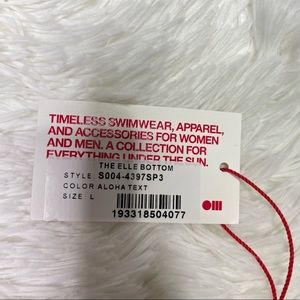 TIMELESS SWIMWEAR, APPAREL,
AND ACCESSORIES FOR WOMEN
AND MEN. A COLLECTION FOR
EVERYTHING UNDER THE SUN.
THE ELLE BOTTOM
STYLE: S004-4397SP3
COLOR: ALOHA TEXT
SIZE: L
193318504077